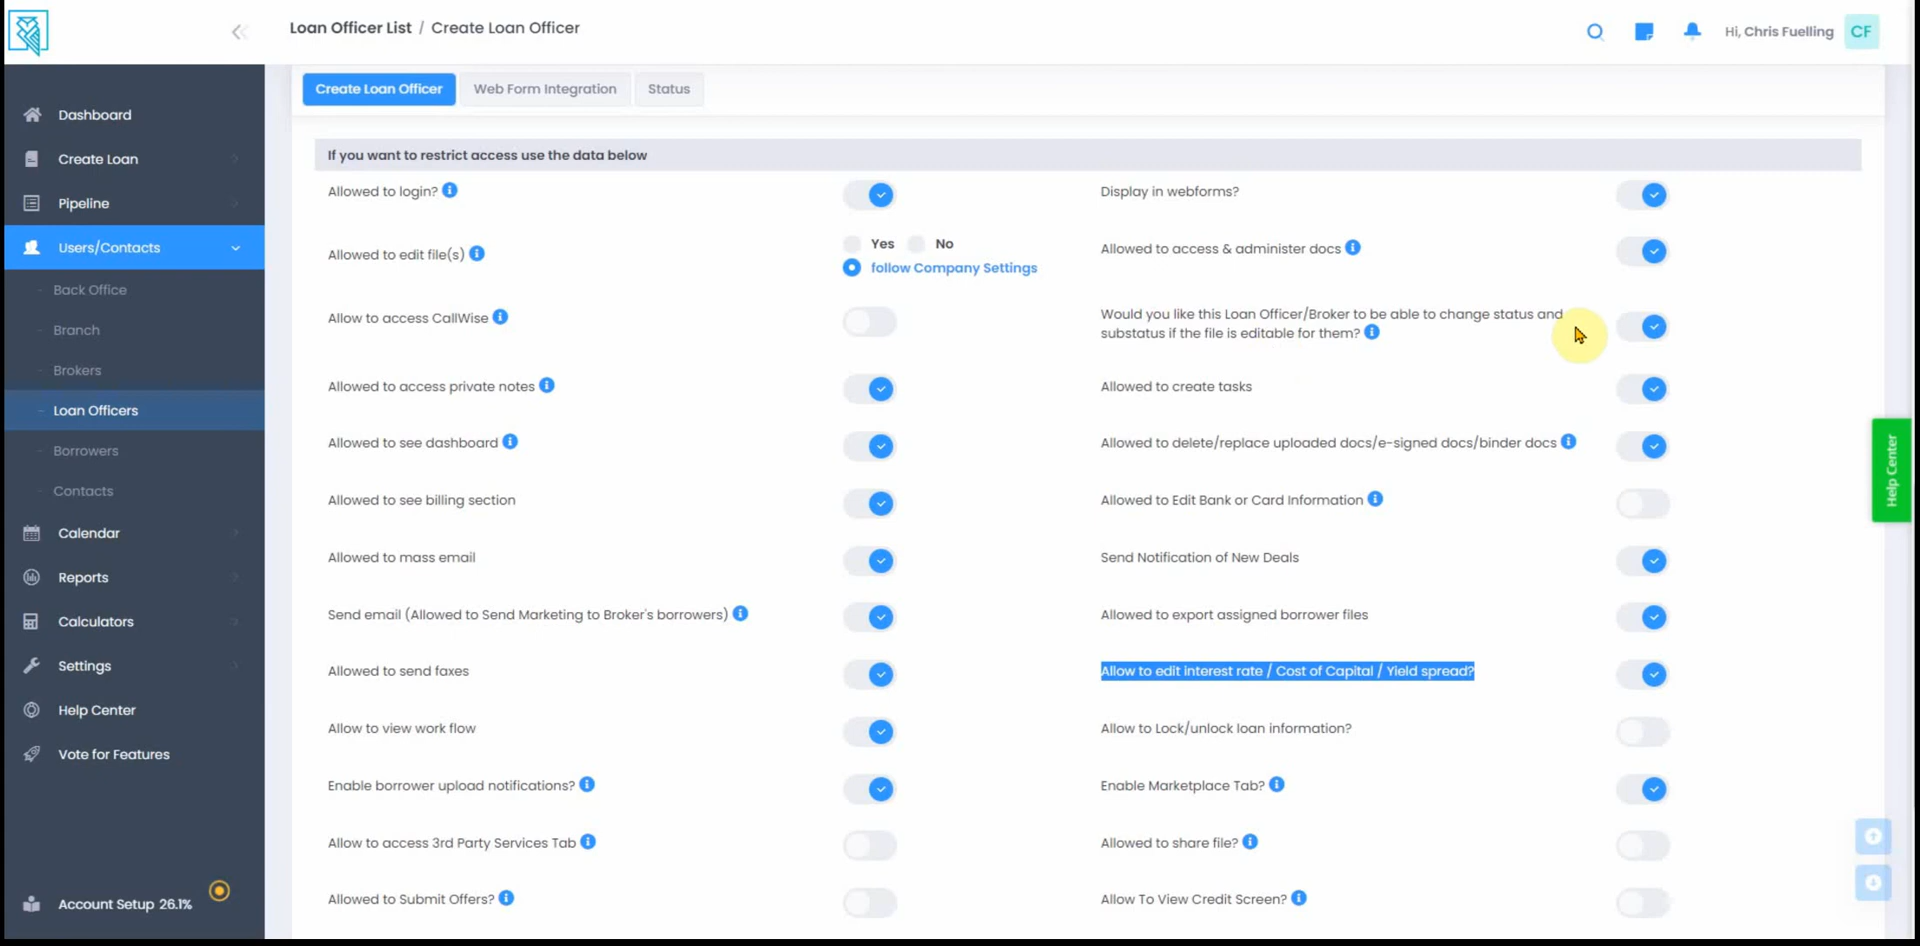 Loan Officer List / Create Loan Officer
Hi, Chris Fuelling CF
Create Loan Officer Web Form Integration Status
Dashboard
Create Loan
Pipeline
Users/Contacts
Back Office
Branch
Brokers
Loan Officers
Borrowers
Contacts
Calendar
Reports
Calculators
Settings
Help Center
Vote for Features
Account Setup 26.1%
If you want to restrict access use the data below
Allowed to login?
Display in webforms?
Allowed to edit file(s)
Yes No
follow Company Settings
Allowed to access & administer docs
Allow to access CallWise
Would you like this Loan Officer/Broker to be able to change status and
substatus if the file is editable for them?
Allowed to access private notes
Allowed to create tasks
Allowed to see dashboard
Allowed to delete/replace uploaded docs/e-signed docs/binder docs
Allowed to see billing section
Allowed to Edit Bank or Card Information
Allowed to mass email
Send Notification of New Deals
Send email (Allowed to Send Marketing to Broker's borrowers)
Allowed to export assigned borrower files
Allowed to send faxes
Allow to edit interest rate / Cost of Capital / Yield spread?
Allow to view work flow
Allow to Lock/unlock loan information?
Enable borrower upload notifications?
Enable Marketplace Tab?
Allow to access 3rd Party Services Tab
Allowed to share file?
Allowed to Submit Offers?
Allow To View Credit Screen?
Help Center